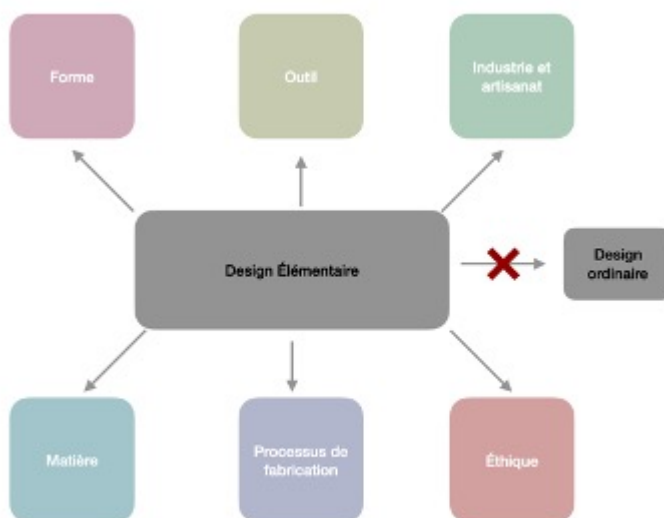 Forme
Outil
Industrie et
artisanat
Design Élémentaire
Design
ordinaire
Matière
Processus de
fabrication
Éthique